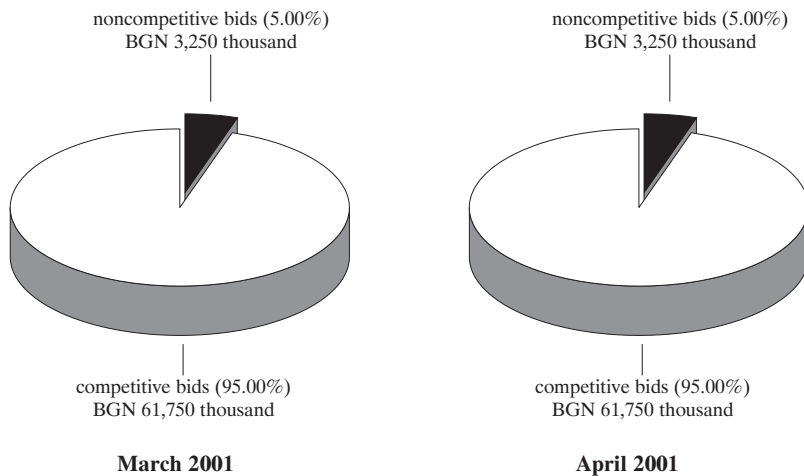 noncompetitive bids (5.00%)
BGN 3,250 thousand
competitive bids (95.00%)
BGN 61,750 thousand
March 2001
noncompetitive bids (5.00%)
BGN 3,250 thousand
competitive bids (95.00%)
BGN 61,750 thousand
April 2001